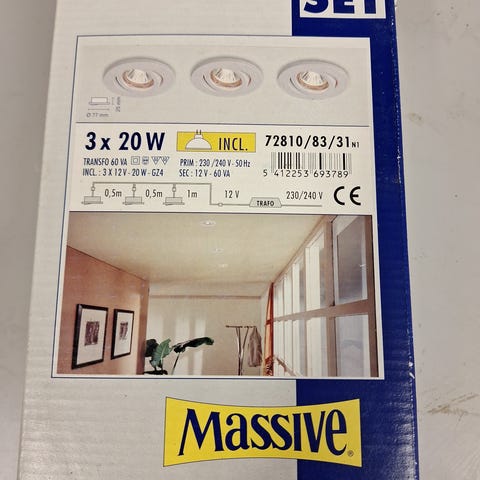 SET
25 mm
Ø 77 mm
3 x 20 W INCL. 72810/83/31 N1
TRANSFO 60 VA PRIM : 230 /240 V - 50 Hz
INCL. : 3 X 12 V - 20 W - GZ4 SEC : 12 V - 60 VA
5 412253 693789
0,5m 0,5m 1m 12 V TRAFO 230/240 V CE
MASSIVE®